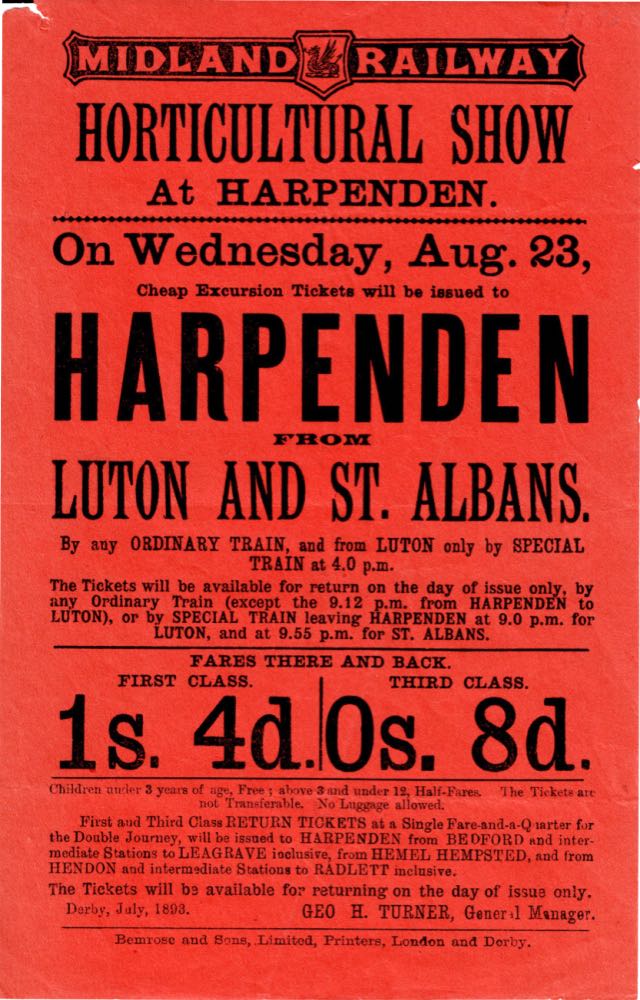 MIDLAND RAILWAY
HORTICULTURAL SHOW
At HARPENDEN.
On Wednesday, Aug. 23,
Cheap Excursion Tickets will be issued to
HARPENDEN
FROM
LUTON AND ST. ALBANS.
By any ORDINARY TRAIN, and from LUTON only by SPECIAL
TRAIN at 4.0 p.m.
The Tickets will be available for return on the day of issue only, by
any Ordinary Train (except the 9.12 p.m. from HARPENDEN to
LUTON), or by SPECIAL TRAIN leaving HARPENDEN at 9.0 p.m. for
LUTON, and at 9.55 p.m. for ST. ALBANS.
FARES THERE AND BACK.
FIRST CLASS. THIRD CLASS.
1s. 4d. 0s. 8d.
Children under 3 years of age, Free; above 3 and under 12, Half-Fares. The Tickets are
not Transferable. No Luggage allowed.
First and Third Class RETURN TICKETS at a Single Fare-and-a-Quarter for
the Double Journey, will be issued to HARPENDEN from BEDFORD and inter-
mediate Stations to LEAGRAVE inclusive, from HEMEL HEMPSTED, and from
HENDON and intermediate Stations to RADLETT inclusive.
The Tickets will be available for returning on the day of issue only.
Derby, July, 1893. GEO H. TURNER, General Manager.
Bemrose and Sons, Limited, Printers, London and Derby.